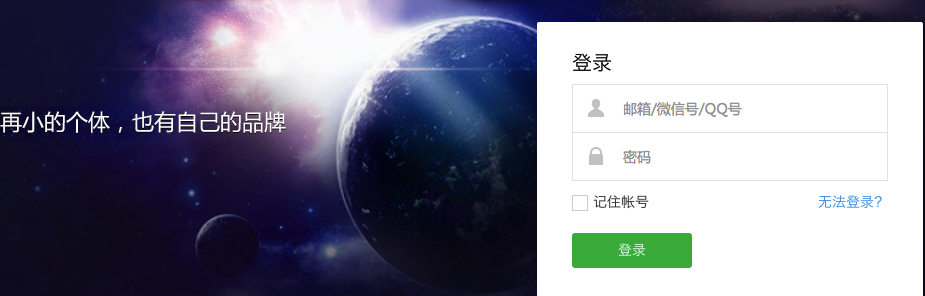 再小的个体，也有自己的品牌
登录
邮箱/微信号/QQ号
密码
记住帐号
无法登录?
登录